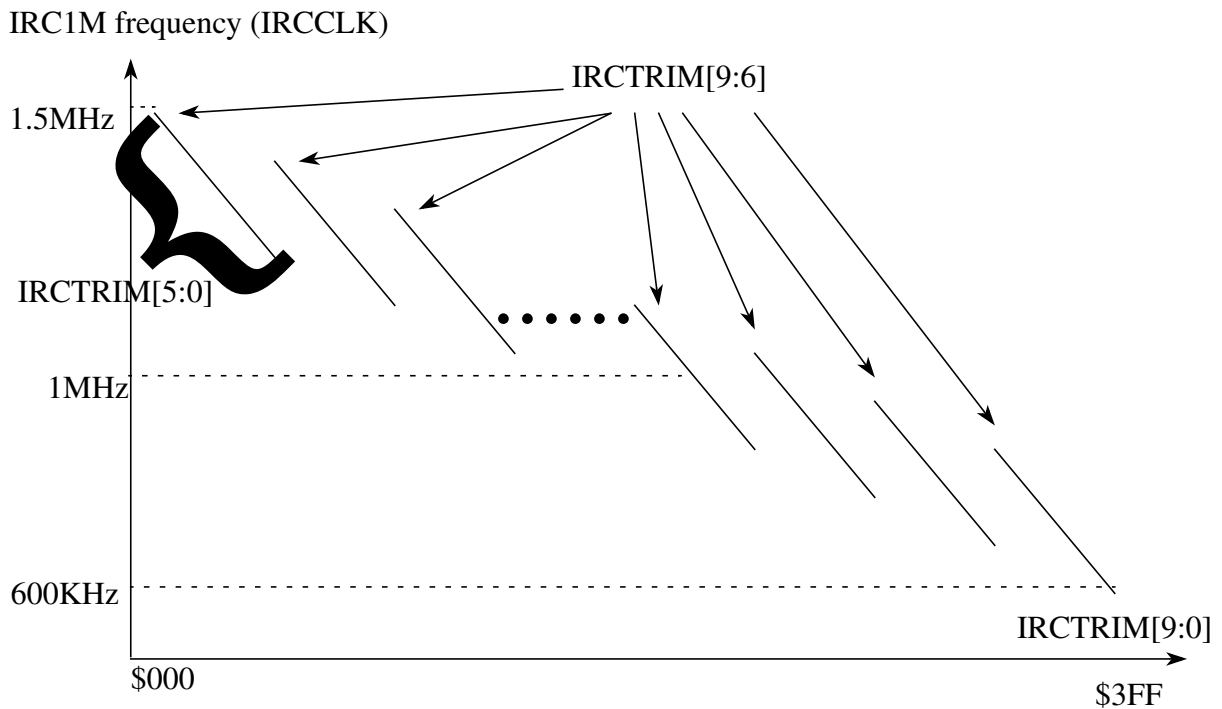 IRC1M frequency (IRCCLK)
IRCTRIM[9:6]
1.5MHz
IRCTRIM[5:0]
1MHz
600KHz
IRCTRIM[9:0]
$000
$3FF